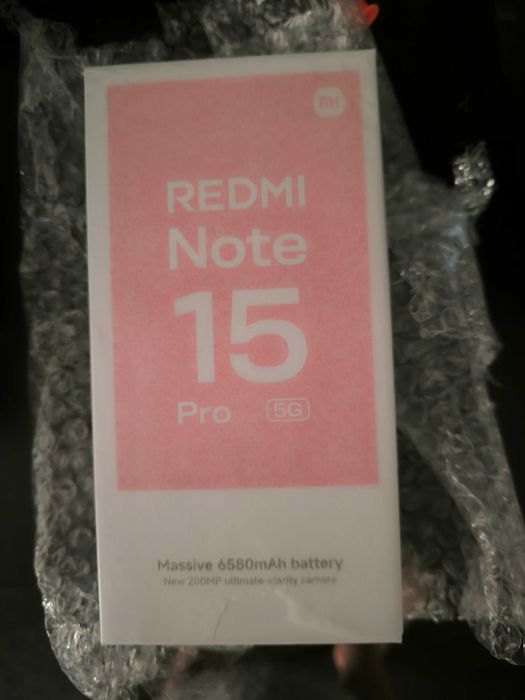 mi
REDMI
Note
15
Pro 5G
Massive 6580mAh battery
New 200MP ultimate-clarity camera